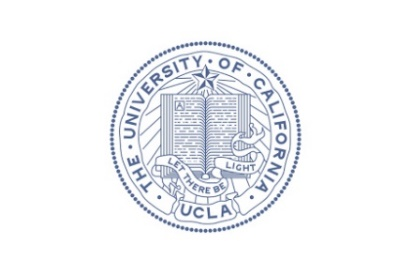 · THE · UNIVERSITY · OF · CALIFORNIA ·
A
LET THERE BE
LIGHT
UCLA